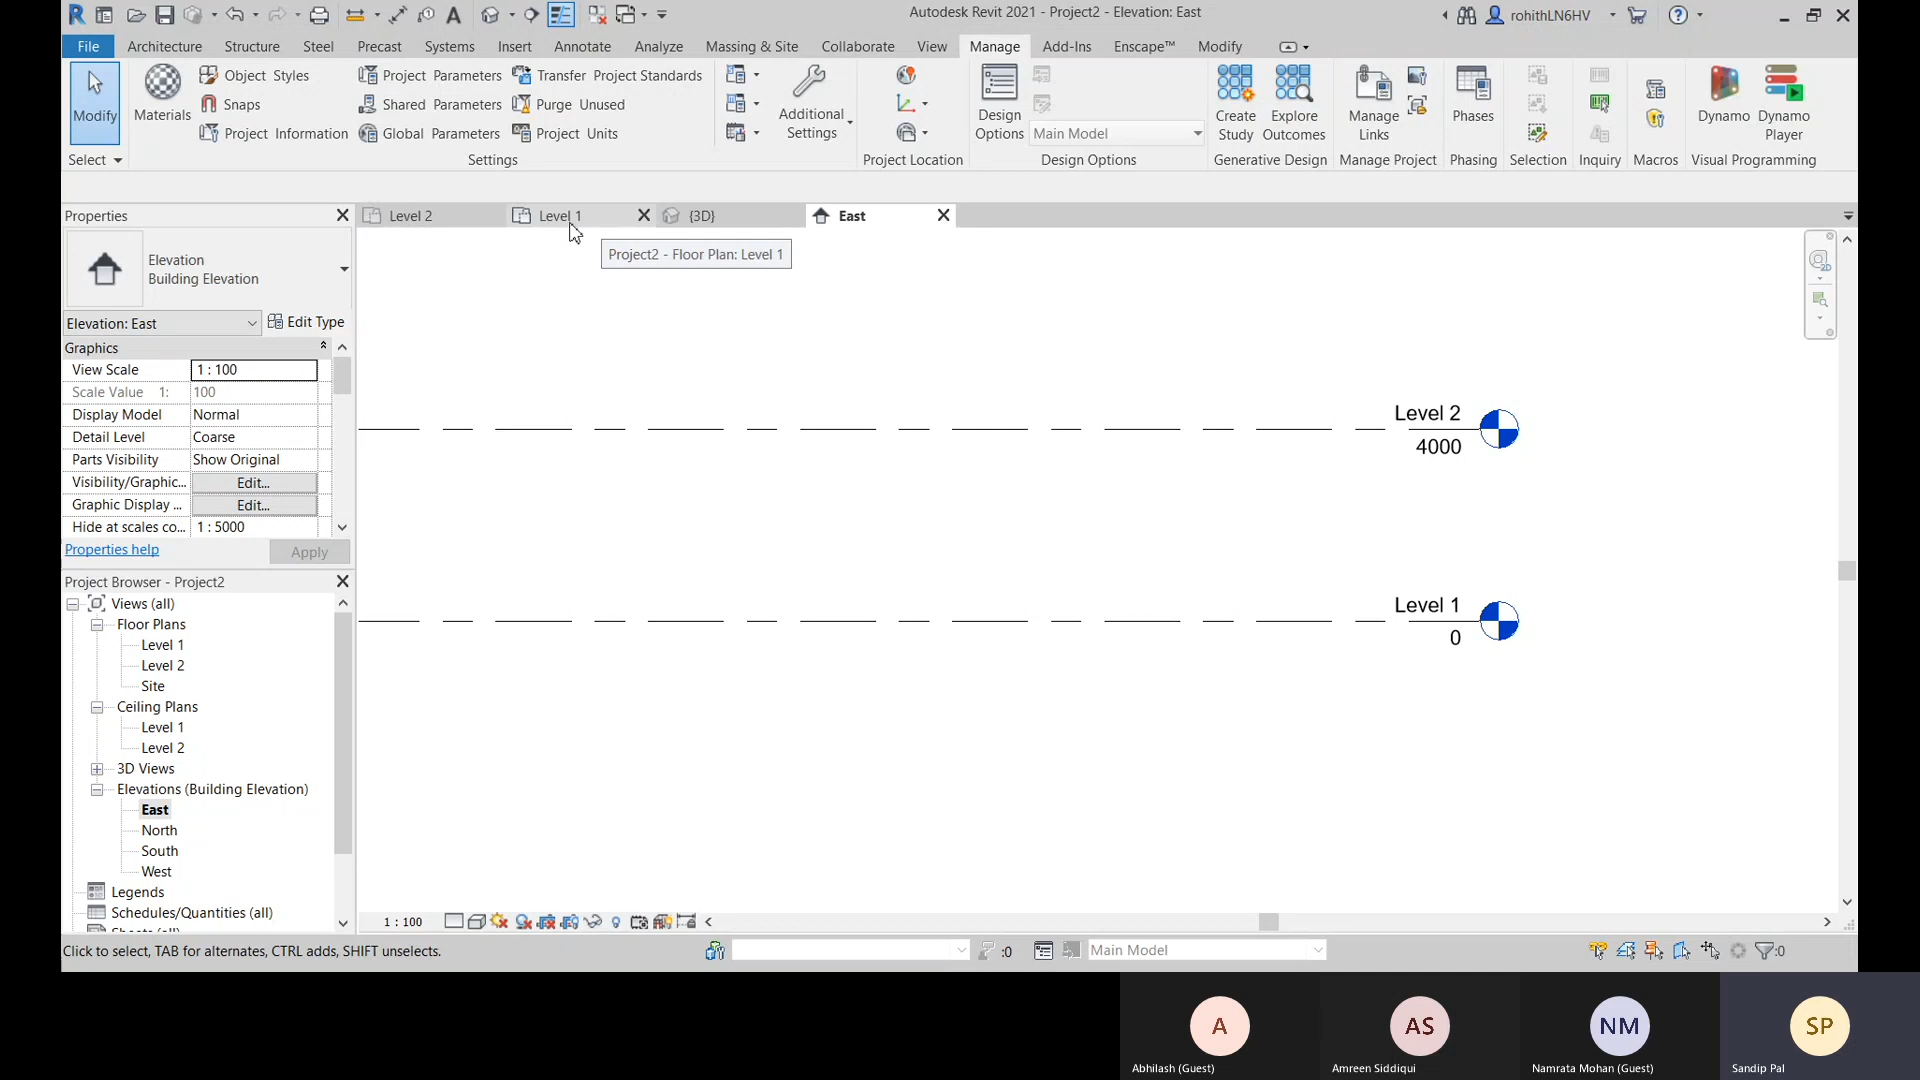 Autodesk Revit 2021 - Project2 - Elevation: East
rohithLN6HV
File Architecture Structure Steel Precast Systems Insert Annotate Analyze Massing & Site Collaborate View Manage Add-Ins Enscape™ Modify
Modify
Materials
Object Styles
Snaps
Project Information
Project Parameters
Shared Parameters
Global Parameters
Transfer Project Standards
Purge Unused
Project Units
Additional
Settings
Design
Options
Main Model
Create
Study
Explore
Outcomes
Manage
Links
Phases
Dynamo
Dynamo
Player
Select Settings Project Location Design Options Generative Design Manage Project Phasing Selection Inquiry Macros Visual Programming
Properties
Level 2 Level 1 {3D} East
Project2 - Floor Plan: Level 1
Elevation
Building Elevation
Elevation: East Edit Type
Graphics
View Scale 1 : 100
Scale Value 1: 100
Display Model Normal
Detail Level Coarse
Parts Visibility Show Original
Visibility/Graphic... Edit...
Graphic Display ... Edit...
Hide at scales co... 1 : 5000
Properties help Apply
Project Browser - Project2
Views (all)
Floor Plans
Level 1
Level 2
Site
Ceiling Plans
Level 1
Level 2
3D Views
Elevations (Building Elevation)
East
North
South
West
Legends
Schedules/Quantities (all)
Level 2
4000
Level 1
0
2D
1 : 100
Click to select, TAB for alternates, CTRL adds, SHIFT unselects.
:0
Main Model
:0
A
Abhilash (Guest)
AS
Amreen Siddiqui
NM
Namrata Mohan (Guest)
SP
Sandip Pal